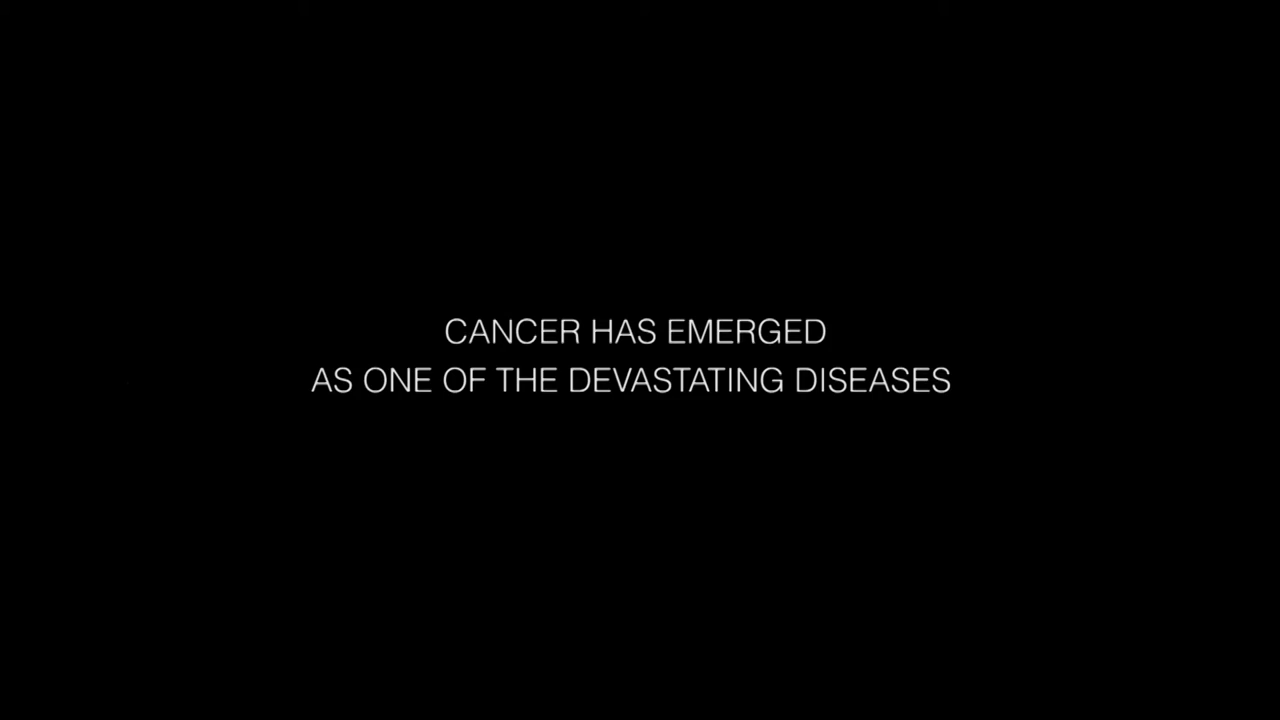 CANCER HAS EMERGED
AS ONE OF THE DEVASTATING DISEASES